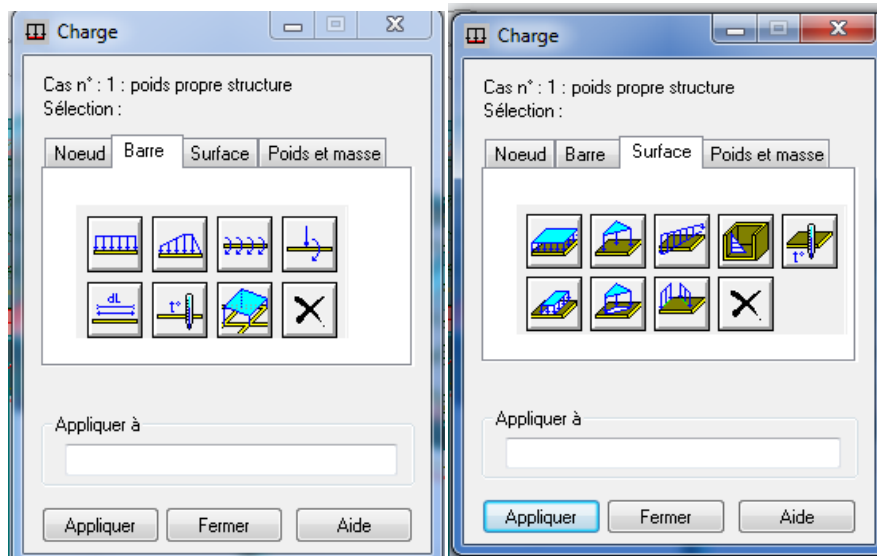 Charge
Cas n° : 1 : poids propre structure
Sélection :
Noeud Barre Surface Poids et masse
dL
t°
Appliquer à
Appliquer Fermer Aide
Charge
Cas n° : 1 : poids propre structure
Sélection :
Noeud Barre Surface Poids et masse
t°
Appliquer à
Appliquer Fermer Aide